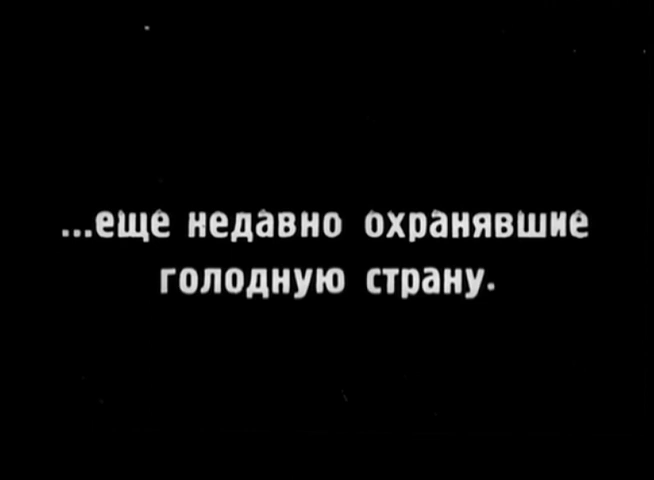 ...еще недавно охранявшие
голодную страну.